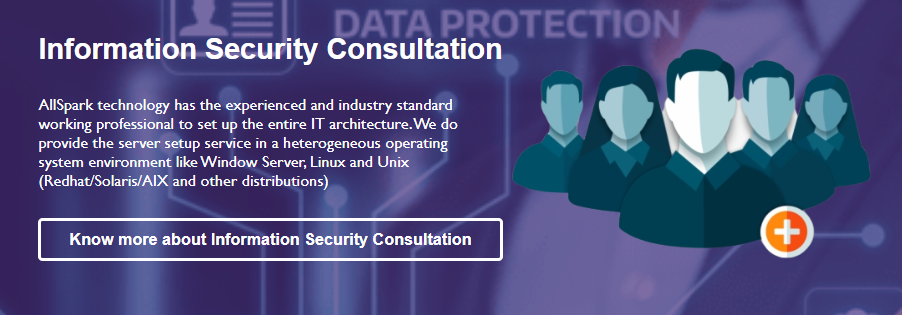 DATA PROTECTION
Information Security Consultation
AllSpark technology has the experienced and industry standard
working professional to set up the entire IT architecture.We do
provide the server setup service in a heterogeneous operating
system environment like Window Server, Linux and Unix
(Redhat/Solaris/AIX and other distributions)
Know more about Information Security Consultation